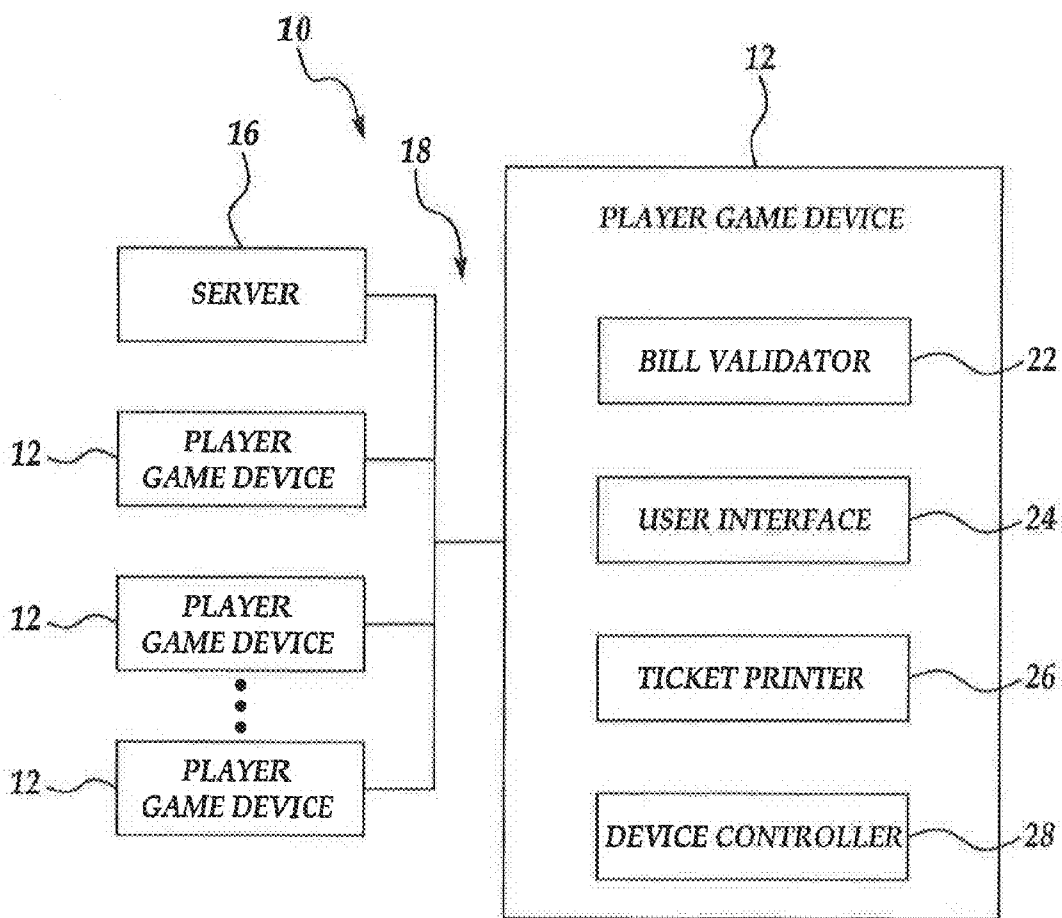 10
12
16
18
PLAYER GAME DEVICE
SERVER
BILL VALIDATOR
22
12
PLAYER
GAME DEVICE
USER INTERFACE
24
12
PLAYER
GAME DEVICE
TICKET PRINTER
26
12
PLAYER
GAME DEVICE
DEVICE CONTROLLER
28